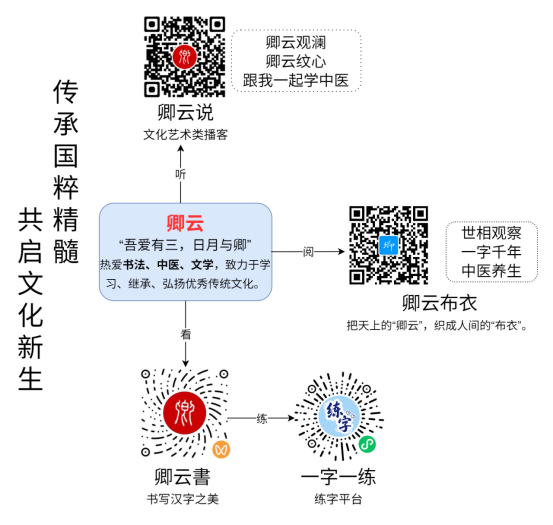 传承国粹精髓
共启文化新生
卿云说
文化艺术类播客
卿云观澜
卿云纹心
跟我一起学中医
听
卿云
“吾爱有三，日月与卿”
热爱书法、中医、文学，致力于学
习、继承、弘扬优秀传统文化。
阅
卿云布衣
把天上的“卿云”，织成人间的“布衣”。
世相观察
一字千年
中医养生
看
卿云書
书写汉字之美
练
练字
一字一练
练字平台